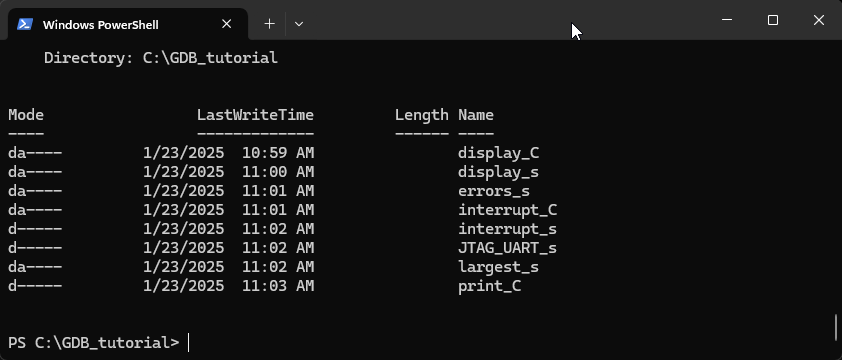 Windows PowerShell
    Directory: C:\GDB_tutorial
Mode                 LastWriteTime         Length Name
----                 -------------         ------ ----
da----         1/23/2025  10:59 AM                display_C
da----         1/23/2025  11:00 AM                display_s
da----         1/23/2025  11:01 AM                errors_s
da----         1/23/2025  11:01 AM                interrupt_C
d-----         1/23/2025  11:02 AM                interrupt_s
d-----         1/23/2025  11:02 AM                JTAG_UART_s
da----         1/23/2025  11:02 AM                largest_s
d-----         1/23/2025  11:03 AM                print_C
PS C:\GDB_tutorial>